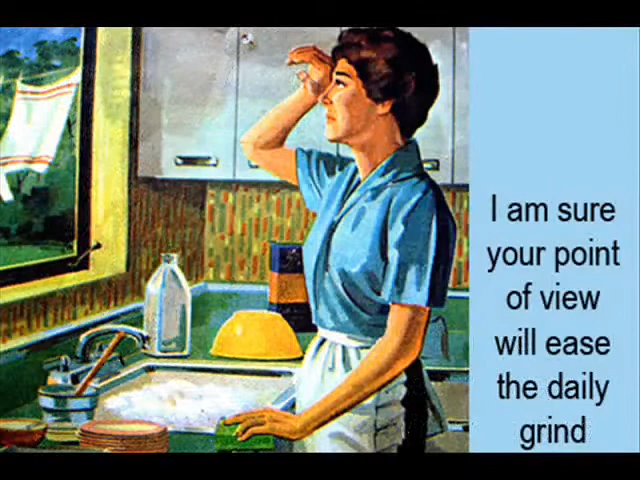 I am sure
your point
of view
will ease
the daily
grind